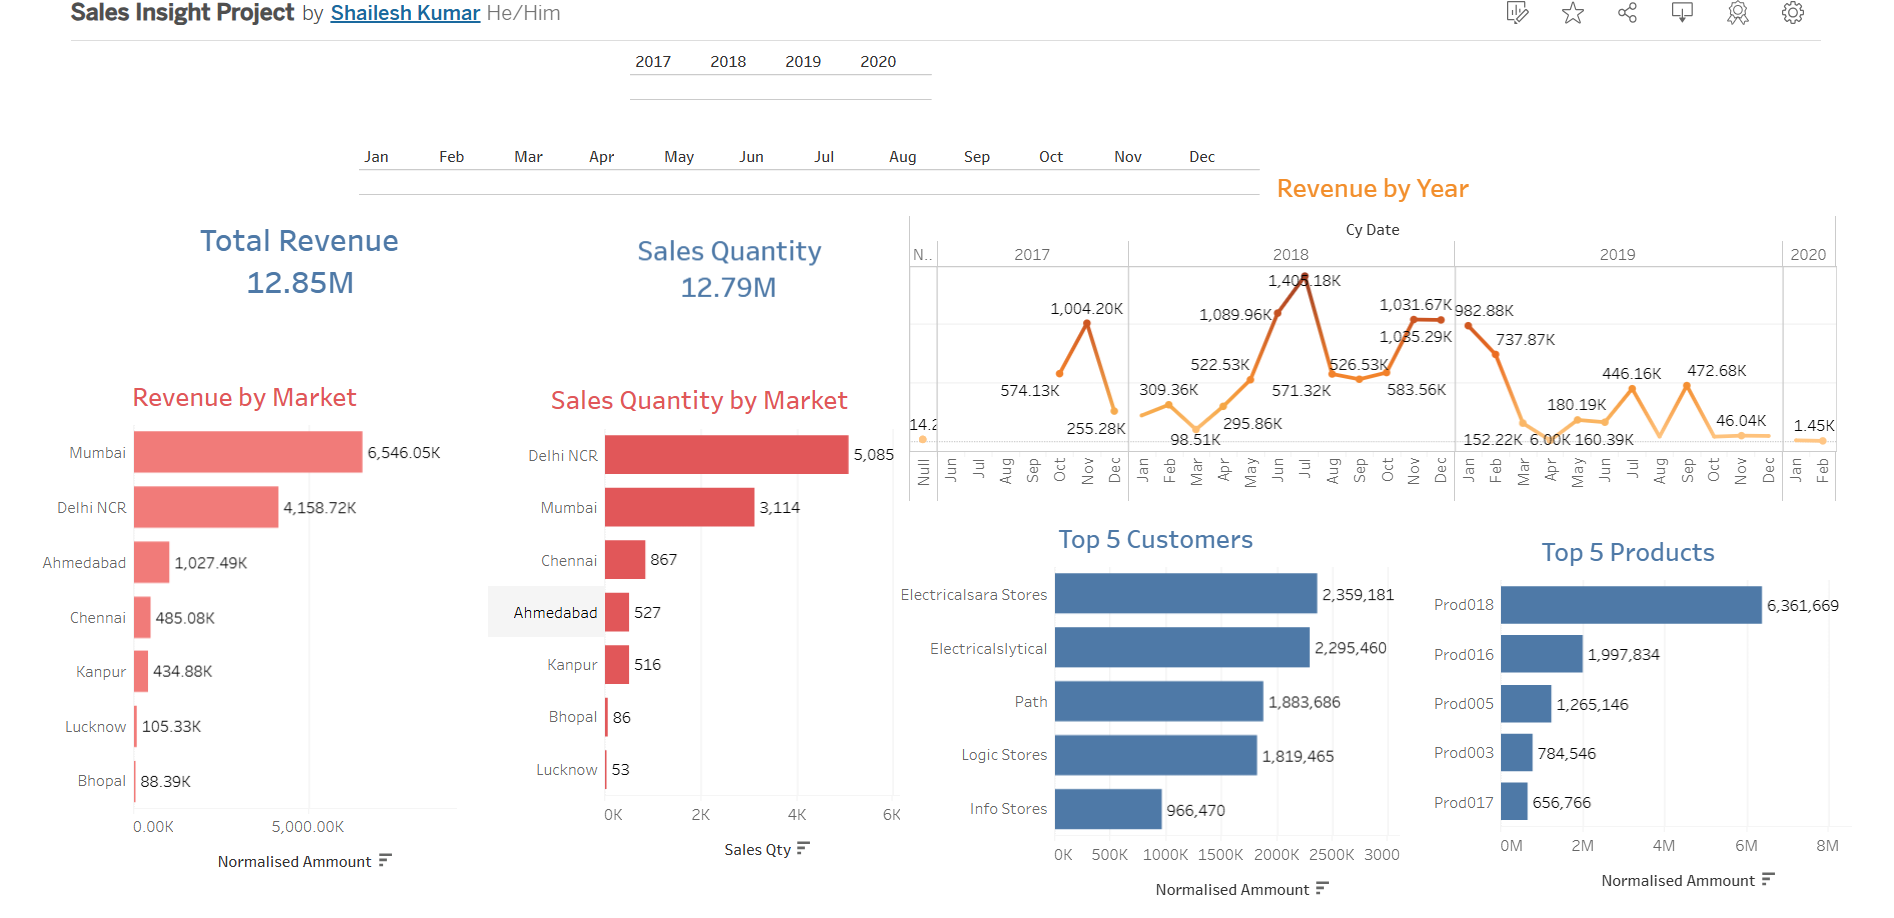 Sales Insight Project by Shailesh Kumar He/Him
2017 2018 2019 2020
Jan Feb Mar Apr May Jun Jul Aug Sep Oct Nov Dec
Total Revenue
12.85M
Sales Quantity
12.79M
Revenue by Year
Cy Date
N.. 2017 2018 2019 2020
14.2
574.13K
1,004.20K
255.28K
309.36K
98.51K
295.86K
522.53K
1,089.96K
1,405.18K
571.32K
526.53K
583.56K
1,031.67K
1,035.29K
982.88K
737.87K
152.22K
6.00K
180.19K
160.39K
446.16K
472.68K
46.04K
1.45K
Null Jun Jul Aug Sep Oct Nov Dec Jan Feb Mar Apr May Jun Jul Aug Sep Oct Nov Dec Jan Feb Mar Apr May Jun Jul Aug Sep Oct Nov Dec Jan Feb
Revenue by Market
Mumbai 6,546.05K
Delhi NCR 4,158.72K
Ahmedabad 1,027.49K
Chennai 485.08K
Kanpur 434.88K
Lucknow 105.33K
Bhopal 88.39K
0.00K 5,000.00K
Normalised Ammount
Sales Quantity by Market
Delhi NCR 5,085
Mumbai 3,114
Chennai 867
Ahmedabad 527
Kanpur 516
Bhopal 86
Lucknow 53
0K 2K 4K 6K
Sales Qty
Top 5 Customers
Electricalsara Stores 2,359,181
Electricalslytical 2,295,460
Path 1,883,686
Logic Stores 1,819,465
Info Stores 966,470
0K 500K 1000K 1500K 2000K 2500K 3000
Normalised Ammount
Top 5 Products
Prod018 6,361,669
Prod016 1,997,834
Prod005 1,265,146
Prod003 784,546
Prod017 656,766
0M 2M 4M 6M 8M
Normalised Ammount